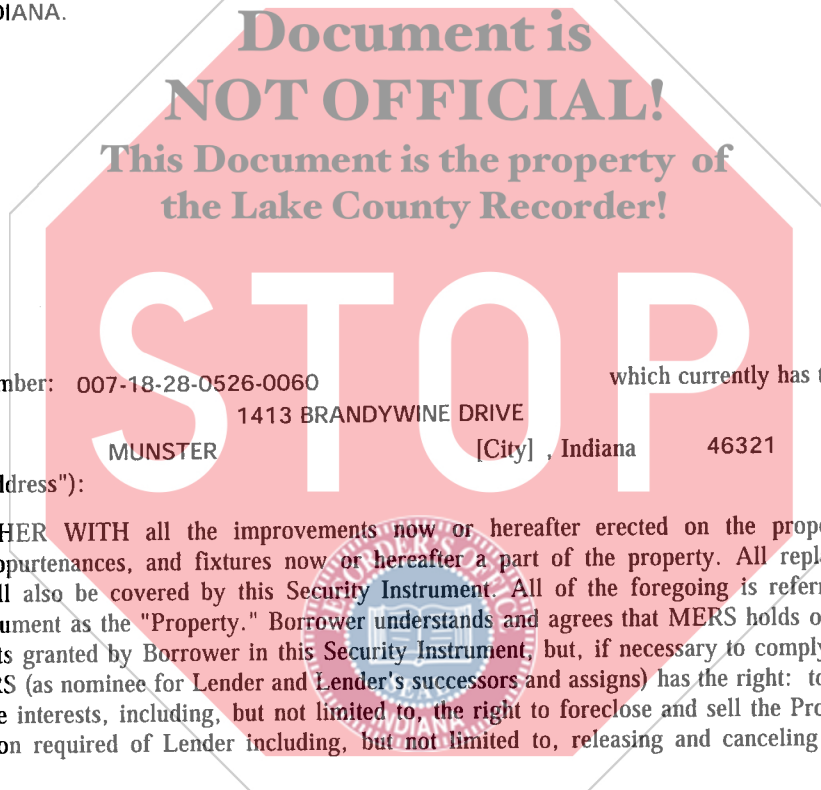 DIANA.
Document is
NOT OFFICIAL!
This Document is the property of
the Lake County Recorder!
STOP
mber: 007-18-28-0526-0060 which currently has t
1413 BRANDYWINE DRIVE
MUNSTER [City] , Indiana 46321
ldress"):
HER WITH all the improvements now or hereafter erected on the prope
ppurtenances, and fixtures now or hereafter a part of the property. All repla
ll also be covered by this Security Instrument. All of the foregoing is referr
ument as the "Property." Borrower understands and agrees that MERS holds o
ts granted by Borrower in this Security Instrument, but, if necessary to comply
RS (as nominee for Lender and Lender's successors and assigns) has the right: to
e interests, including, but not limited to, the right to foreclose and sell the Pro
on required of Lender including, but not limited to, releasing and canceling
RECORDER'S OFFICE
SEAL
INDIANA